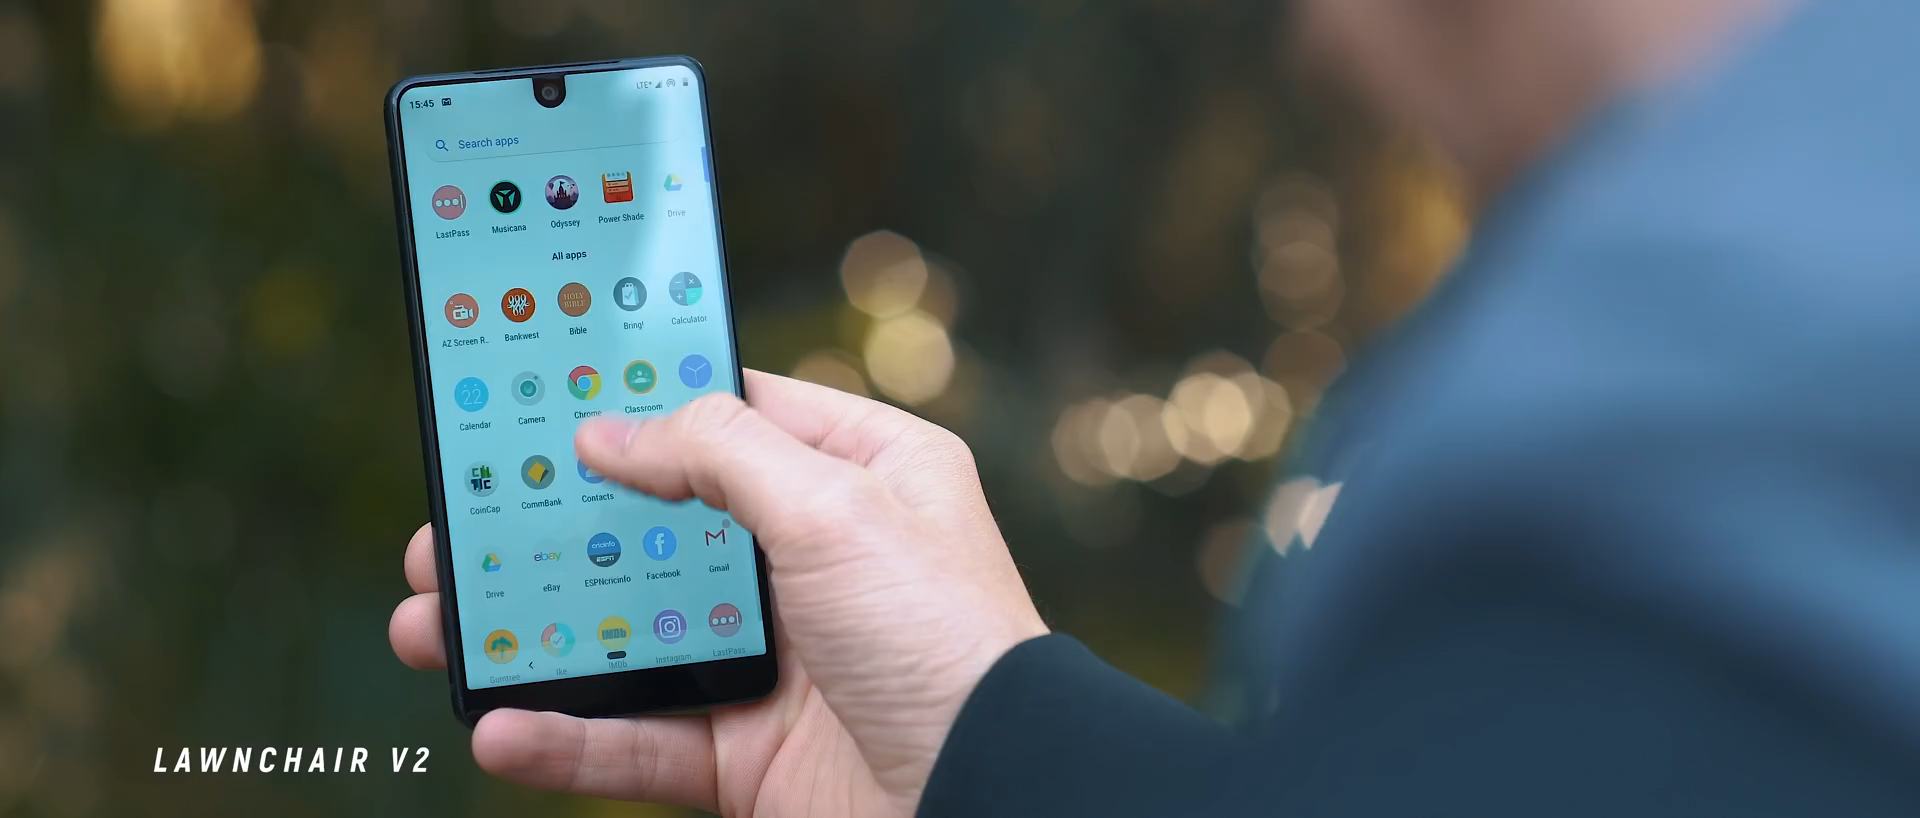 15:45
LTE+
Search apps
LastPass Musicana Odyssey Power Shade Drive
All apps
AZ Screen R.. Bankwest HOLY BIBLE Bible Bring! Calculator
22
Calendar Camera Chrome Classroom
CoinCap CommBank Contacts
Drive ebay eBay cricinfo ESPN ESPNcricinfo Facebook Gmail
Gumtree Ike IMDb IMDb Instagram LastPass
LAWNCHAIR V2